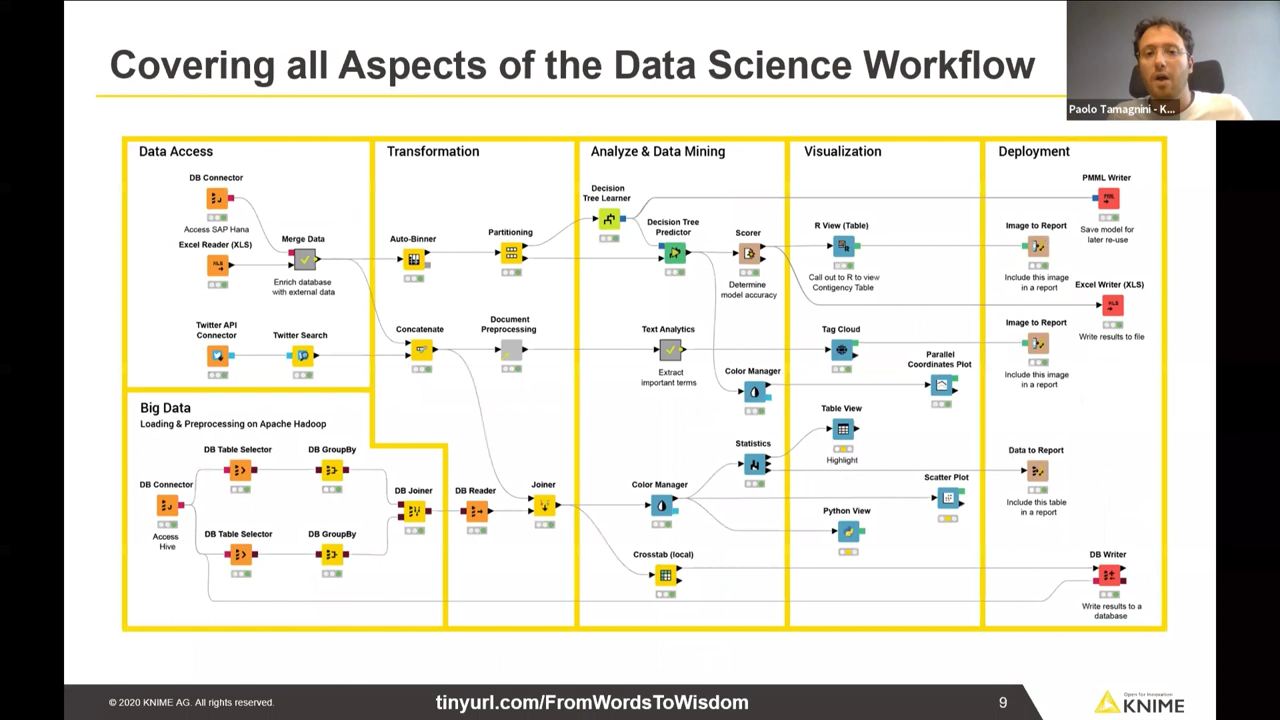 Covering all Aspects of the Data Science Workflow
Paolo Tamagnini - K...
Data Access
DB Connector
Access SAP Hana
Excel Reader (XLS)
XLS
Merge Data
Enrich database
with external data
Twitter API
Connector
Twitter Search
Big Data
Loading & Preprocessing on Apache Hadoop
DB Table Selector
DB GroupBy
DB Connector
Access
Hive
DB Joiner
DB Table Selector
DB GroupBy
Transformation
Auto-Binner
Partitioning
Concatenate
Document
Preprocessing
DB Reader
Joiner
Analyze & Data Mining
Decision
Tree Learner
Decision Tree
Predictor
Scorer
Determine
model accuracy
Text Analytics
Extract
important terms
Color Manager
Statistics
Color Manager
Crosstab (local)
Visualization
R View (Table)
Call out to R to view
Contigency Table
Tag Cloud
Parallel
Coordinates Plot
Table View
Highlight
Scatter Plot
Python View
Deployment
PMML Writer
PMML
Save model for
later re-use
Image to Report
Include this image
in a report
Excel Writer (XLS)
XLS
Write results to file
Image to Report
Include this image
in a report
Data to Report
Include this table
in a report
DB Writer
Write results to a
database
© 2020 KNIME AG. All rights reserved.
tinyurl.com/FromWordsToWisdom
9
Open for Innovation
KNIME